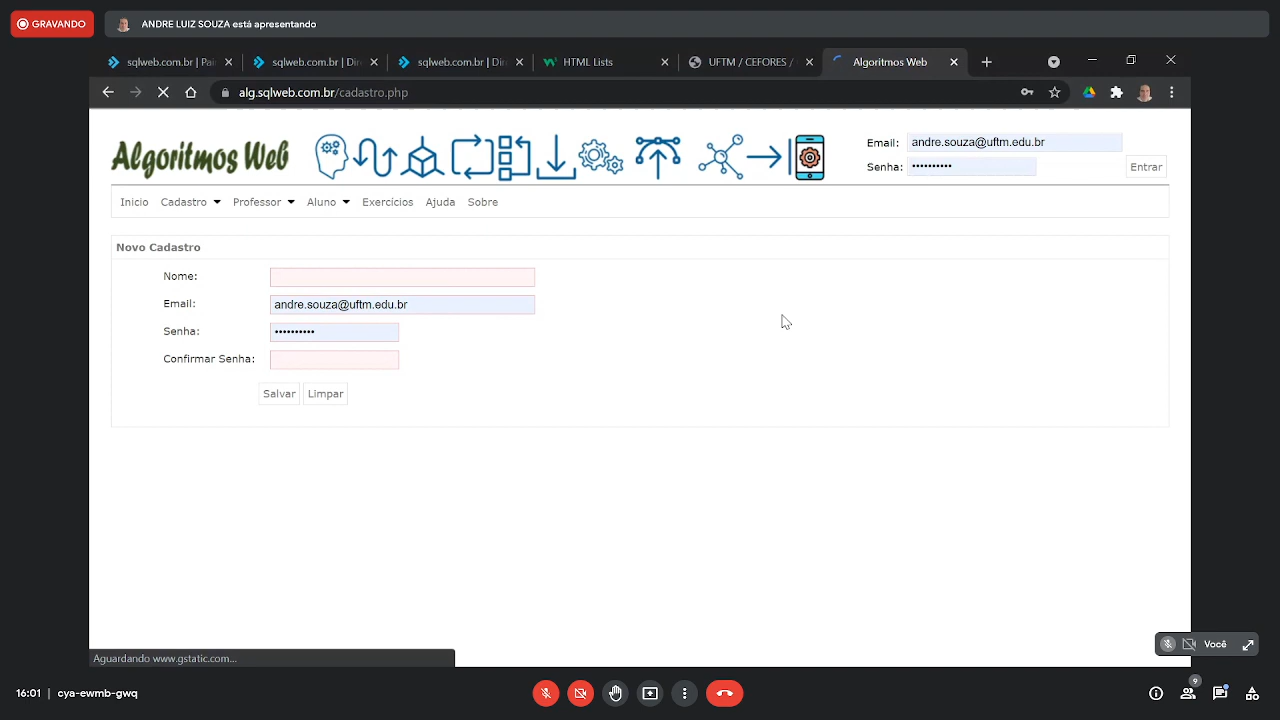 GRAVANDO
ANDRE LUIZ SOUZA está apresentando
sqlweb.com.br | Pai
sqlweb.com.br | Dire
sqlweb.com.br | Dire
HTML Lists
UFTM / CEFORES /
Algoritmos Web
alg.sqlweb.com.br/cadastro.php
Algoritmos Web
Email: andre.souza@uftm.edu.br
Senha: ••••••••••
Entrar
Inicio Cadastro Professor Aluno Exercícios Ajuda Sobre
Novo Cadastro
Nome:
Email: andre.souza@uftm.edu.br
Senha: ••••••••••
Confirmar Senha:
Salvar Limpar
Aguardando www.gstatic.com...
Você
16:01 | cya-ewmb-gwq
9